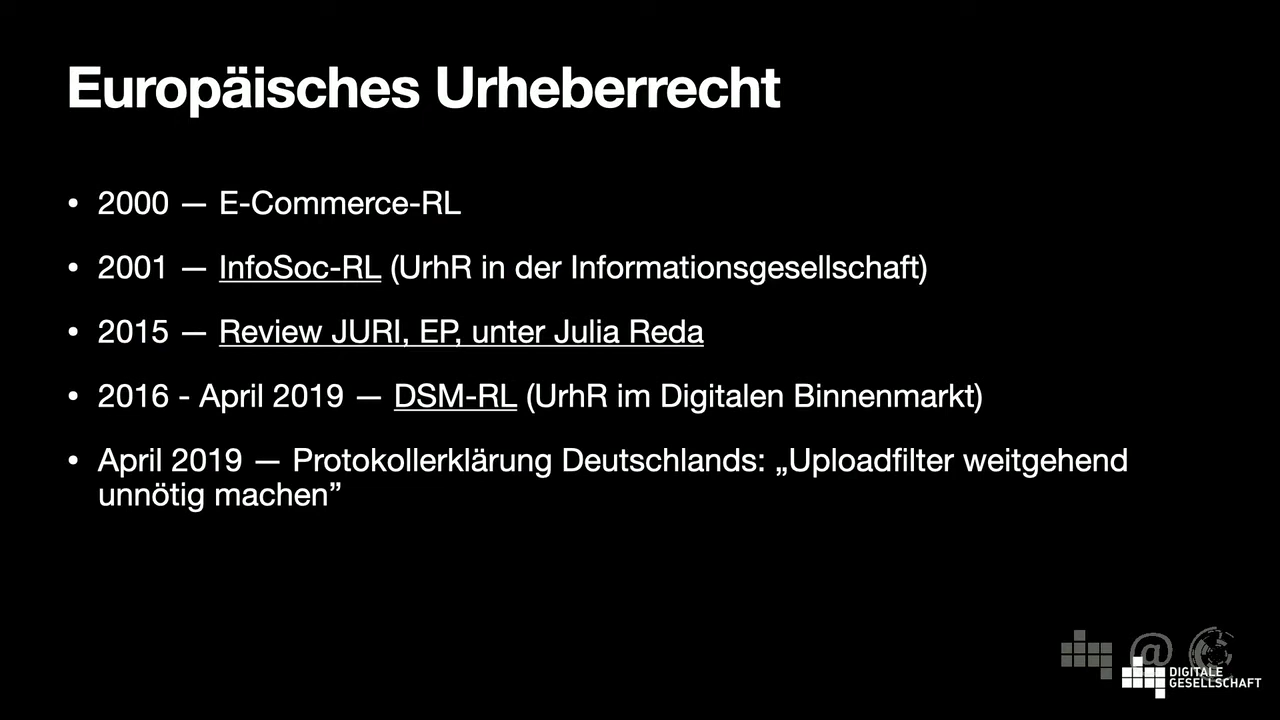 Europäisches Urheberrecht
• 2000 — E-Commerce-RL
• 2001 — InfoSoc-RL (UrhR in der Informationsgesellschaft)
• 2015 — Review JURI, EP, unter Julia Reda
• 2016 - April 2019 — DSM-RL (UrhR im Digitalen Binnenmarkt)
• April 2019 — Protokollerklärung Deutschlands: „Uploadfilter weitgehend
unnötig machen”
@
DIGITALE
GESELLSCHAFT